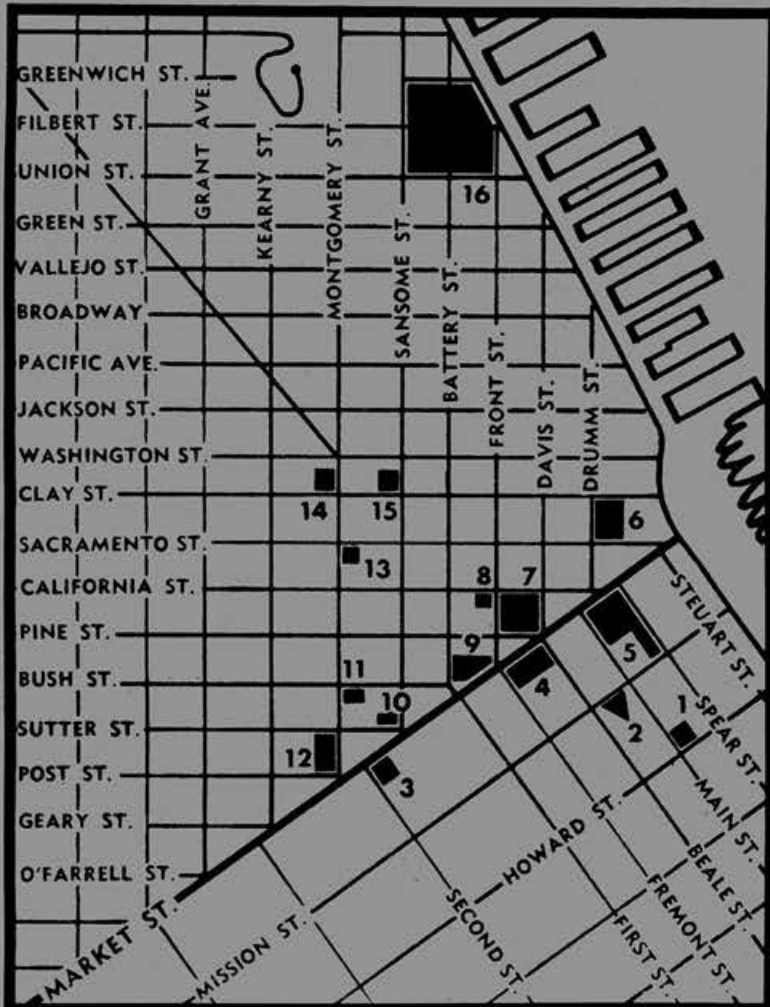 GREENWICH ST.
FILBERT ST.
UNION ST.
GREEN ST.
VALLEJO ST.
BROADWAY
PACIFIC AVE.
JACKSON ST.
WASHINGTON ST.
CLAY ST.
SACRAMENTO ST.
CALIFORNIA ST.
PINE ST.
BUSH ST.
SUTTER ST.
POST ST.
GEARY ST.
O'FARRELL ST.
MARKET ST.
MISSION ST.
HOWARD ST.
GRANT AVE.
KEARNY ST.
MONTGOMERY ST.
SANSOME ST.
BATTERY ST.
FRONT ST.
DAVIS ST.
DRUMM ST.
STEUART ST.
SPEAR ST.
MAIN ST.
BEALE ST.
FREMONT ST.
FIRST ST.
SECOND ST.
16
14
15
6
13
8
7
9
5
11
10
4
1
2
12
3